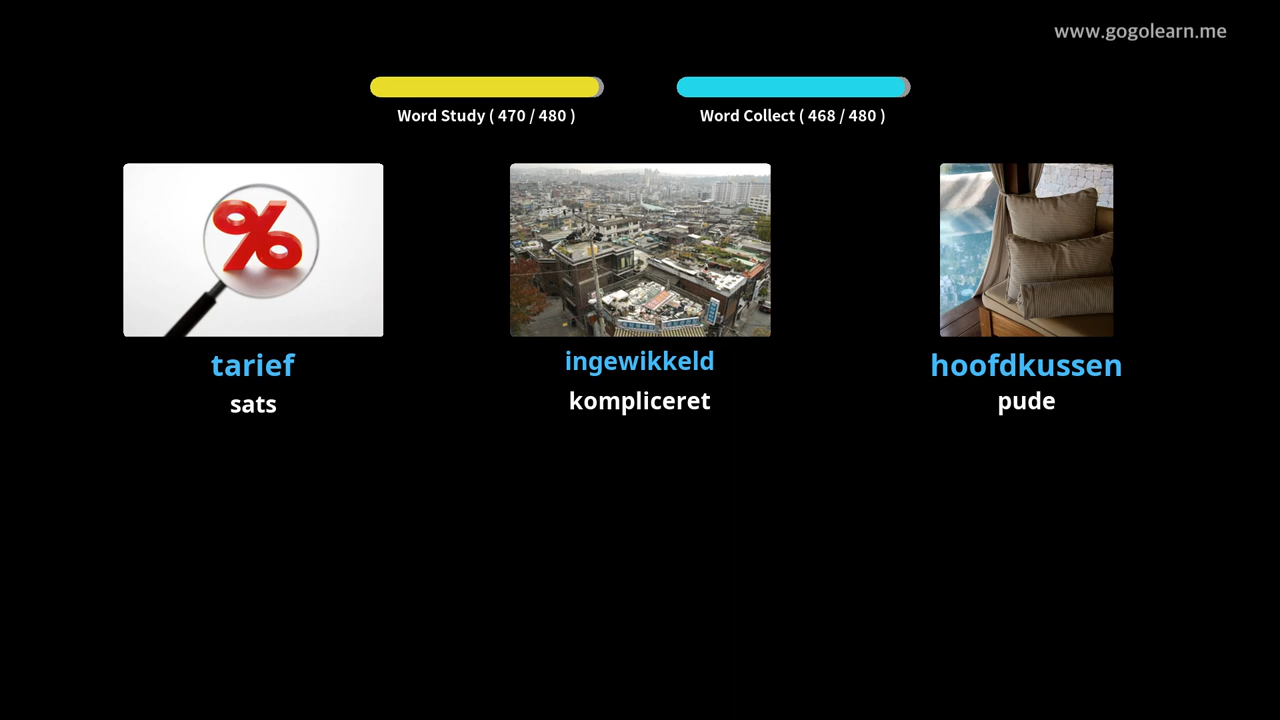 www.gogolearn.me
Word Study ( 470 / 480 )
Word Collect ( 468 / 480 )
tarief
sats
ingewikkeld
kompliceret
hoofdkussen
pude